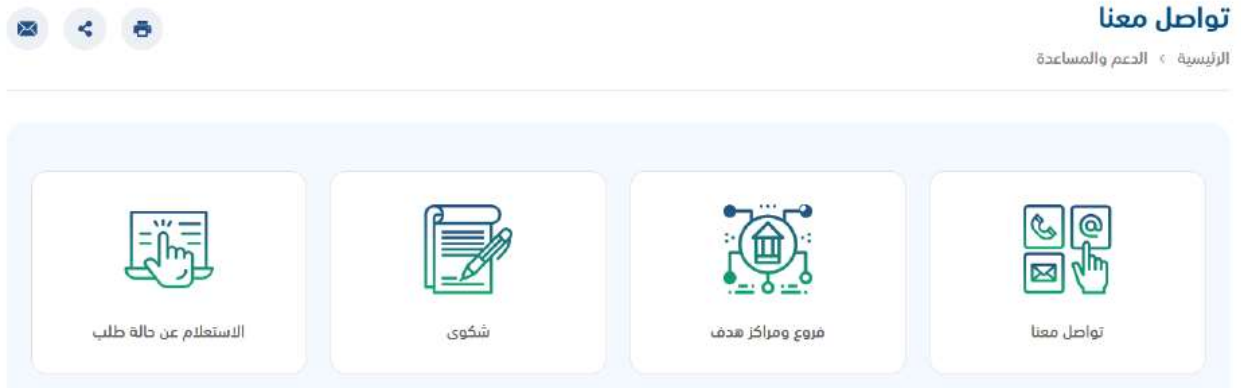 تواصل معنا
الرئيسية › الدعم والمساعدة
تواصل معنا
فروع ومراكز هدف
شكوى
الاستعلام عن حالة طلب